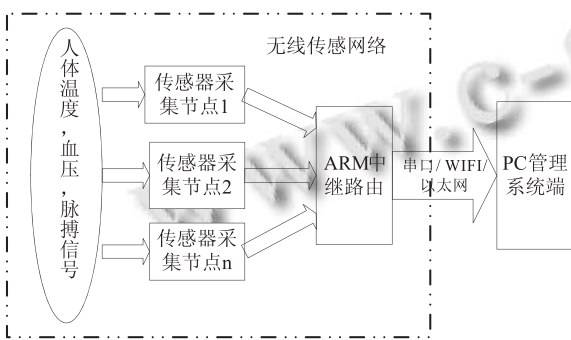 无线传感网络
人体温度，血压，脉搏信号
传感器采
集节点1
传感器采
集节点2
传感器采
集节点n
ARM中
继路由
串口/ WIFI/
以太网
PC管理
系统端
www.c-